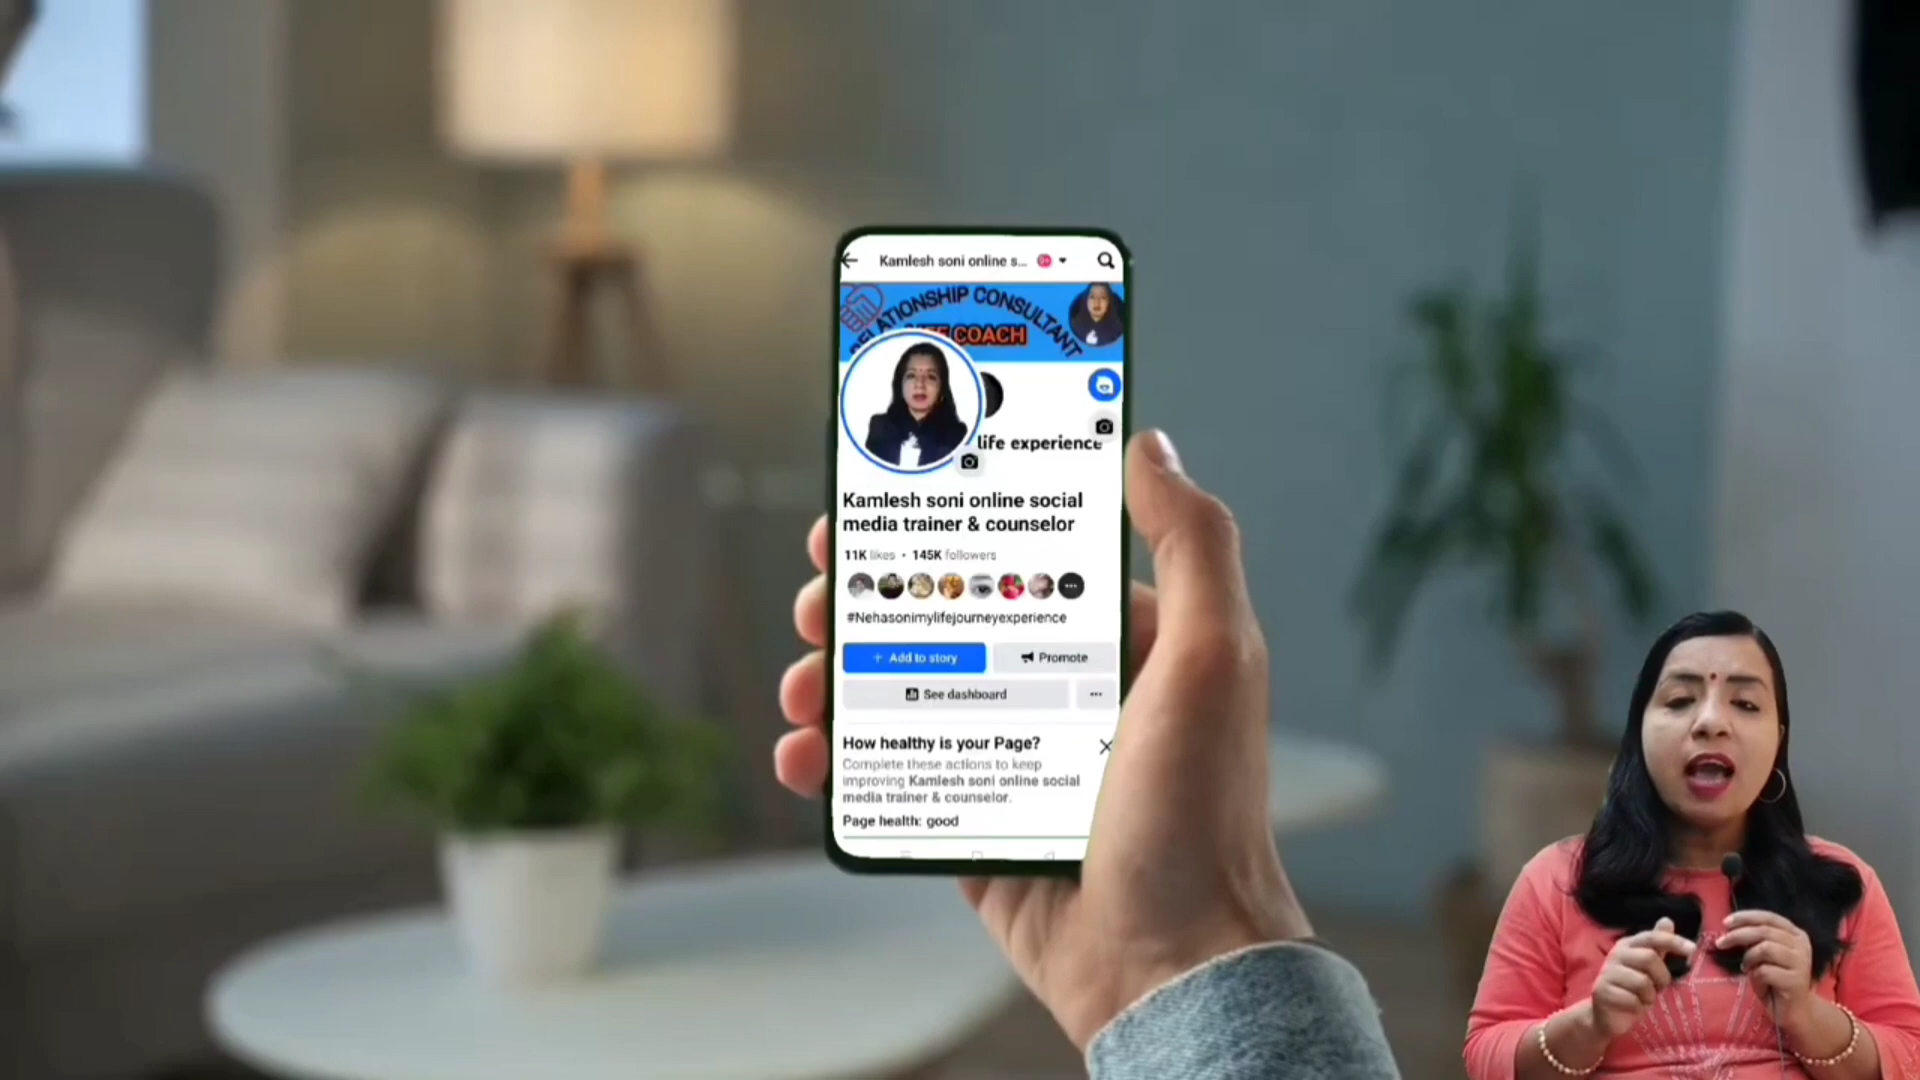 Kamlesh soni online s...
RELATIONSHIP CONSULTANT
COACH
life experience
Kamlesh soni online social
media trainer & counselor
11K likes • 145K followers
#Nehasonimylifejourneyexperience
+ Add to story
Promote
See dashboard
How healthy is your Page?
Complete these actions to keep
improving Kamlesh soni online social
media trainer & counselor.
Page health: good